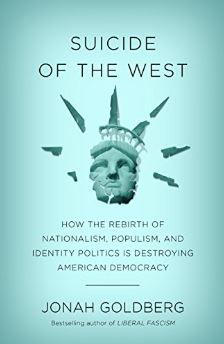 SUICIDE
OF THE WEST
HOW THE REBIRTH OF
NATIONALISM, POPULISM, AND
IDENTITY POLITICS IS DESTROYING
AMERICAN DEMOCRACY
JONAH GOLDBERG
Bestselling author of LIBERAL FASCISM